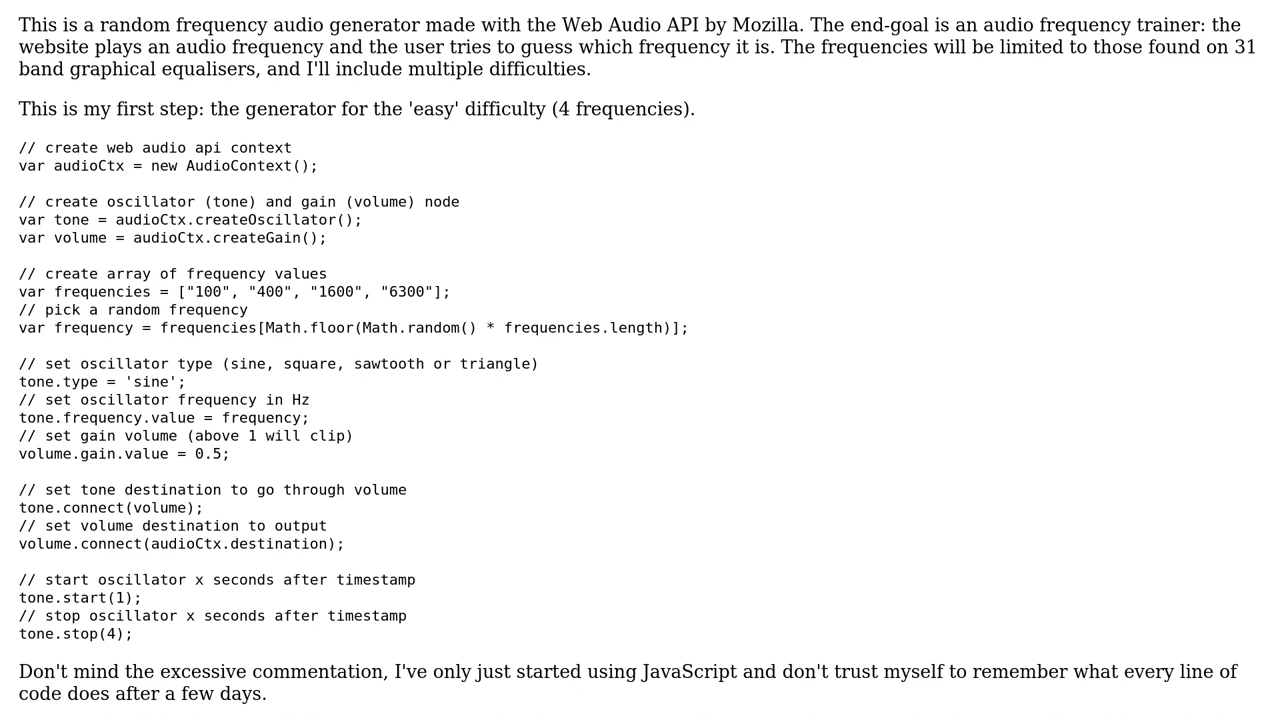 This is a random frequency audio generator made with the Web Audio API by Mozilla. The end-goal is an audio frequency trainer: the
website plays an audio frequency and the user tries to guess which frequency it is. The frequencies will be limited to those found on 31
band graphical equalisers, and I'll include multiple difficulties.
This is my first step: the generator for the 'easy' difficulty (4 frequencies).
// create web audio api context
var audioCtx = new AudioContext();
// create oscillator (tone) and gain (volume) node
var tone = audioCtx.createOscillator();
var volume = audioCtx.createGain();
// create array of frequency values
var frequencies = ["100", "400", "1600", "6300"];
// pick a random frequency
var frequency = frequencies[Math.floor(Math.random() * frequencies.length)];
// set oscillator type (sine, square, sawtooth or triangle)
tone.type = 'sine';
// set oscillator frequency in Hz
tone.frequency.value = frequency;
// set gain volume (above 1 will clip)
volume.gain.value = 0.5;
// set tone destination to go through volume
tone.connect(volume);
// set volume destination to output
volume.connect(audioCtx.destination);
// start oscillator x seconds after timestamp
tone.start(1);
// stop oscillator x seconds after timestamp
tone.stop(4);
Don't mind the excessive commentation, I've only just started using JavaScript and don't trust myself to remember what every line of
code does after a few days.